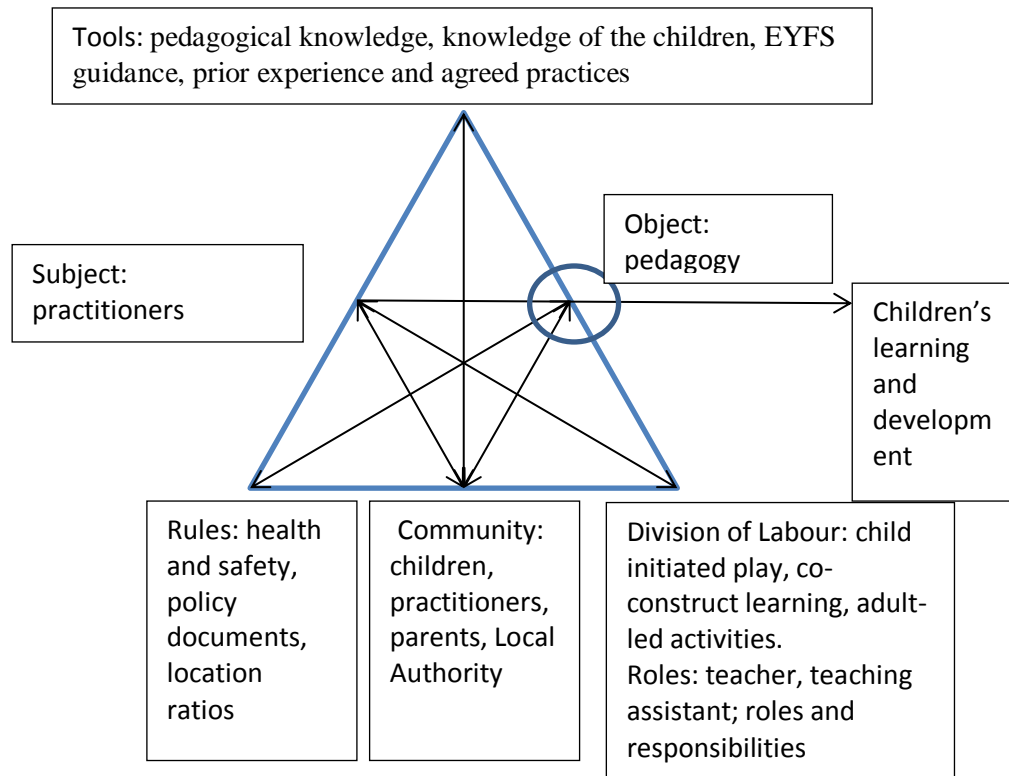 Tools: pedagogical knowledge, knowledge of the children, EYFS
guidance, prior experience and agreed practices
Subject:
practitioners
Object:
pedagogy
Children’s
learning
and
developm
ent
Rules: health
and safety,
policy
documents,
location
ratios
Community:
children,
practitioners,
parents, Local
Authority
Division of Labour: child
initiated play, co-
construct learning, adult-
led activities.
Roles: teacher, teaching
assistant; roles and
responsibilities